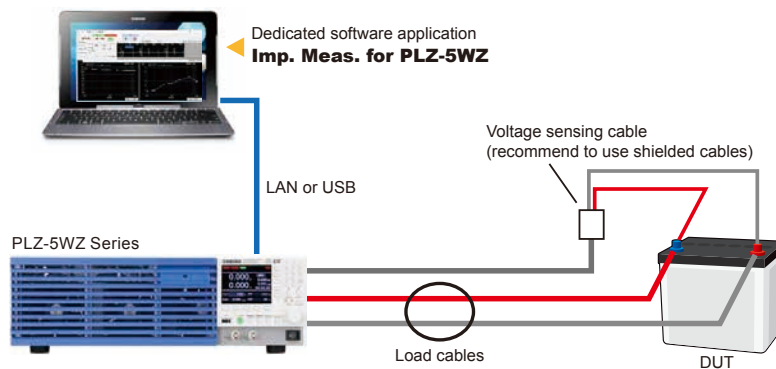 Dedicated software application
Imp. Meas. for PLZ-5WZ
Voltage sensing cable
(recommend to use shielded cables)
LAN or USB
PLZ-5WZ Series
Load cables
DUT